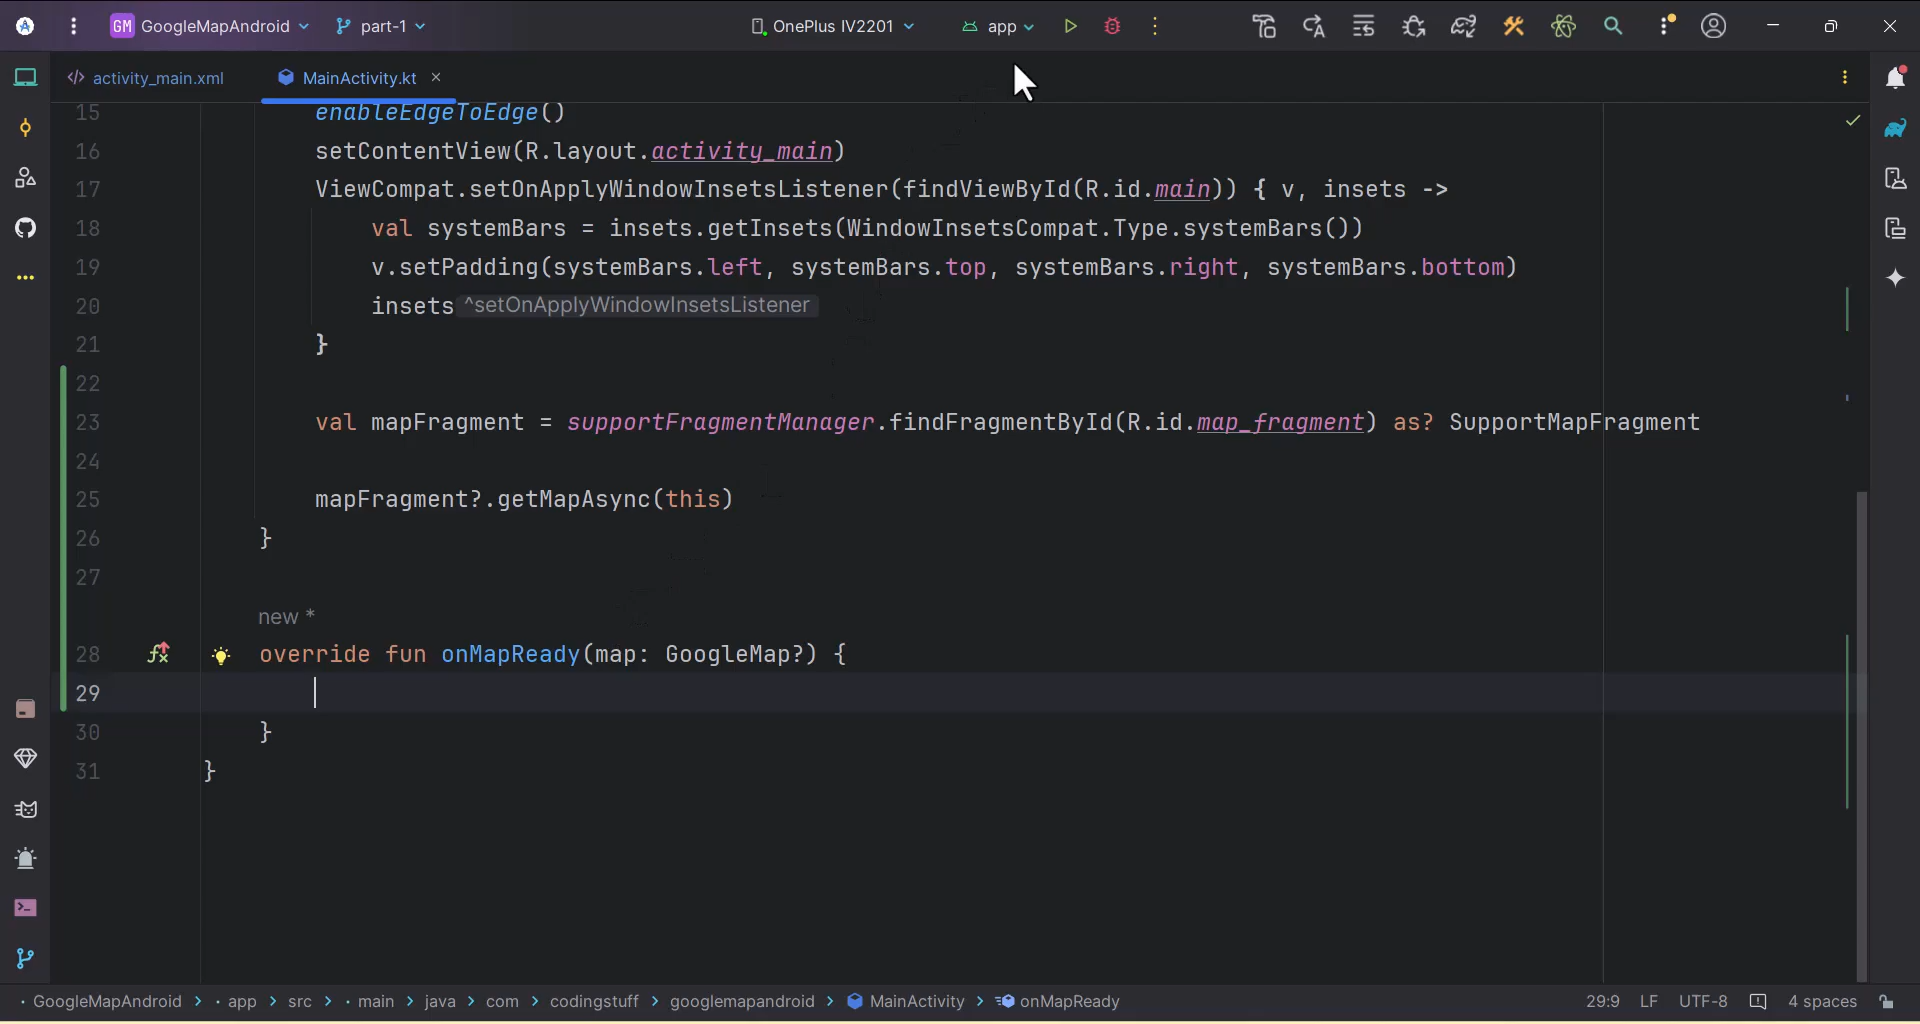 GM GoogleMapAndroid part-1 OnePlus IV2201 app
activity_main.xml MainActivity.kt
15 enableEdgeToEdge()
16 setContentView(R.layout.activity_main)
17 ViewCompat.setOnApplyWindowInsetsListener(findViewById(R.id.main)) { v, insets ->
18 val systemBars = insets.getInsets(WindowInsetsCompat.Type.systemBars())
19 v.setPadding(systemBars.left, systemBars.top, systemBars.right, systemBars.bottom)
20 insets ^setOnApplyWindowInsetsListener
21 }
22
23 val mapFragment = supportFragmentManager.findFragmentById(R.id.map_fragment) as? SupportMapFragment
24
25 mapFragment?.getMapAsync(this)
26 }
27
new *
28 override fun onMapReady(map: GoogleMap?) {
29
30 }
31 }
GoogleMapAndroid > app > src > main > java > com > codingstuff > googlemapandroid > MainActivity > onMapReady 29:9 LF UTF-8 4 spaces